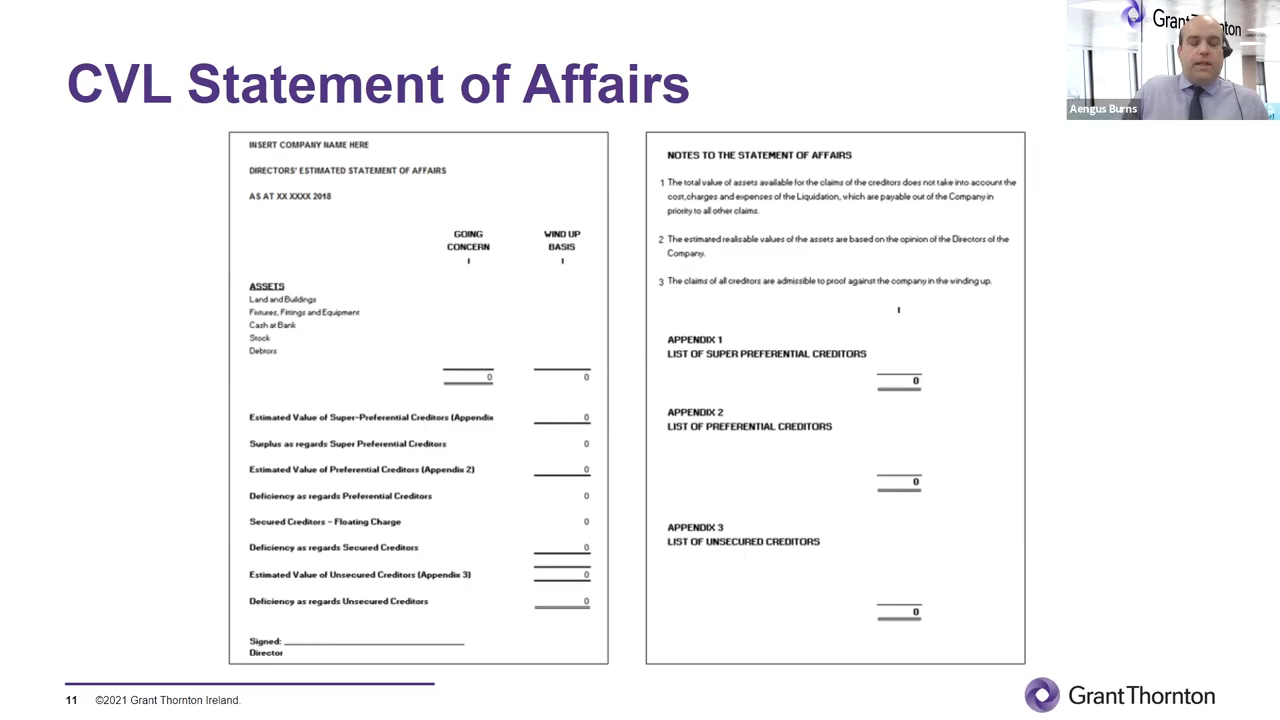 CVL Statement of Affairs
Grant Thornton
Aengus Burns
INSERT COMPANY NAME HERE
DIRECTORS' ESTIMATED STATEMENT OF AFFAIRS
AS AT XX XXXX 2018
GOING CONCERN
WIND UP BASIS
ASSETS
Land and Buildings
Fixtures, Fittings and Equipment
Cash at Bank
Stock
Debtors
0 0
Estimated Value of Super-Preferential Creditors (Appendix 0
Surplus as regards Super Preferential Creditors 0
Estimated Value of Preferential Creditors (Appendix 2) 0
Deficiency as regards Preferential Creditors 0
Secured Creditors - Floating Charge 0
Deficiency as regards Secured Creditors 0
Estimated Value of Unsecured Creditors (Appendix 3) 0
Deficiency as regards Unsecured Creditors 0
Signed:
Director
NOTES TO THE STATEMENT OF AFFAIRS
1 The total value of assets available for the claims of the creditors does not take into account the
cost,charges and expenses of the Liquidation, which are payable out of the Company in
priority to all other claims.
2 The estimated realisable values of the assets are based on the opinion of the Directors of the
Company.
3 The claims of all creditors are admissible to proof against the company in the winding up.
APPENDIX 1
LIST OF SUPER PREFERENTIAL CREDITORS
0
APPENDIX 2
LIST OF PREFERENTIAL CREDITORS
0
APPENDIX 3
LIST OF UNSECURED CREDITORS
0
11 ©2021 Grant Thornton Ireland.
Grant Thornton